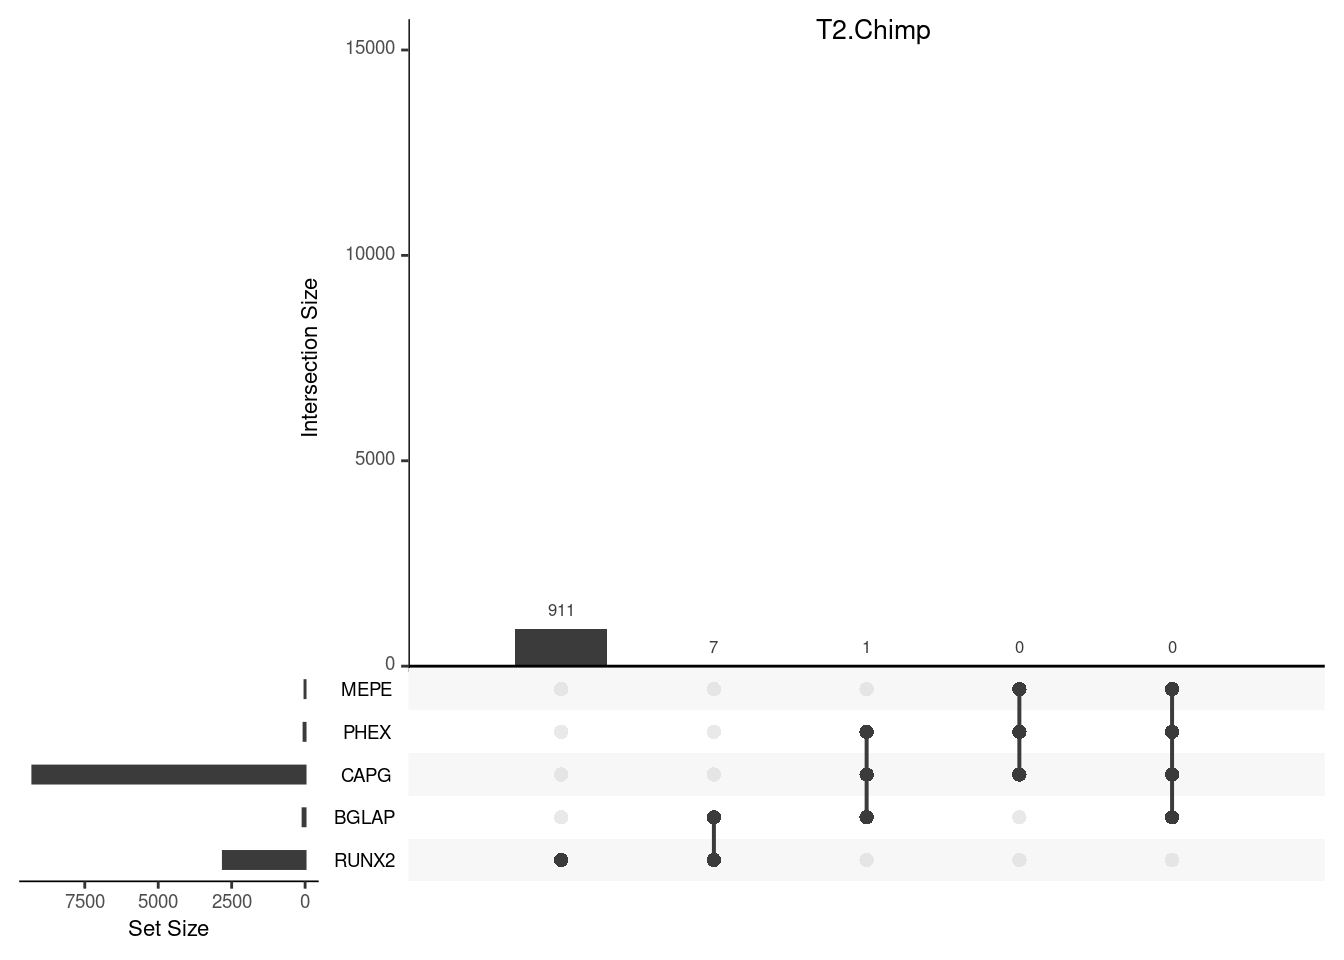 T2.Chimp
15000
10000
5000
0
Intersection Size
911
7
1
0
0
MEPE
PHEX
CAPG
BGLAP
RUNX2
7500 5000 2500 0
Set Size